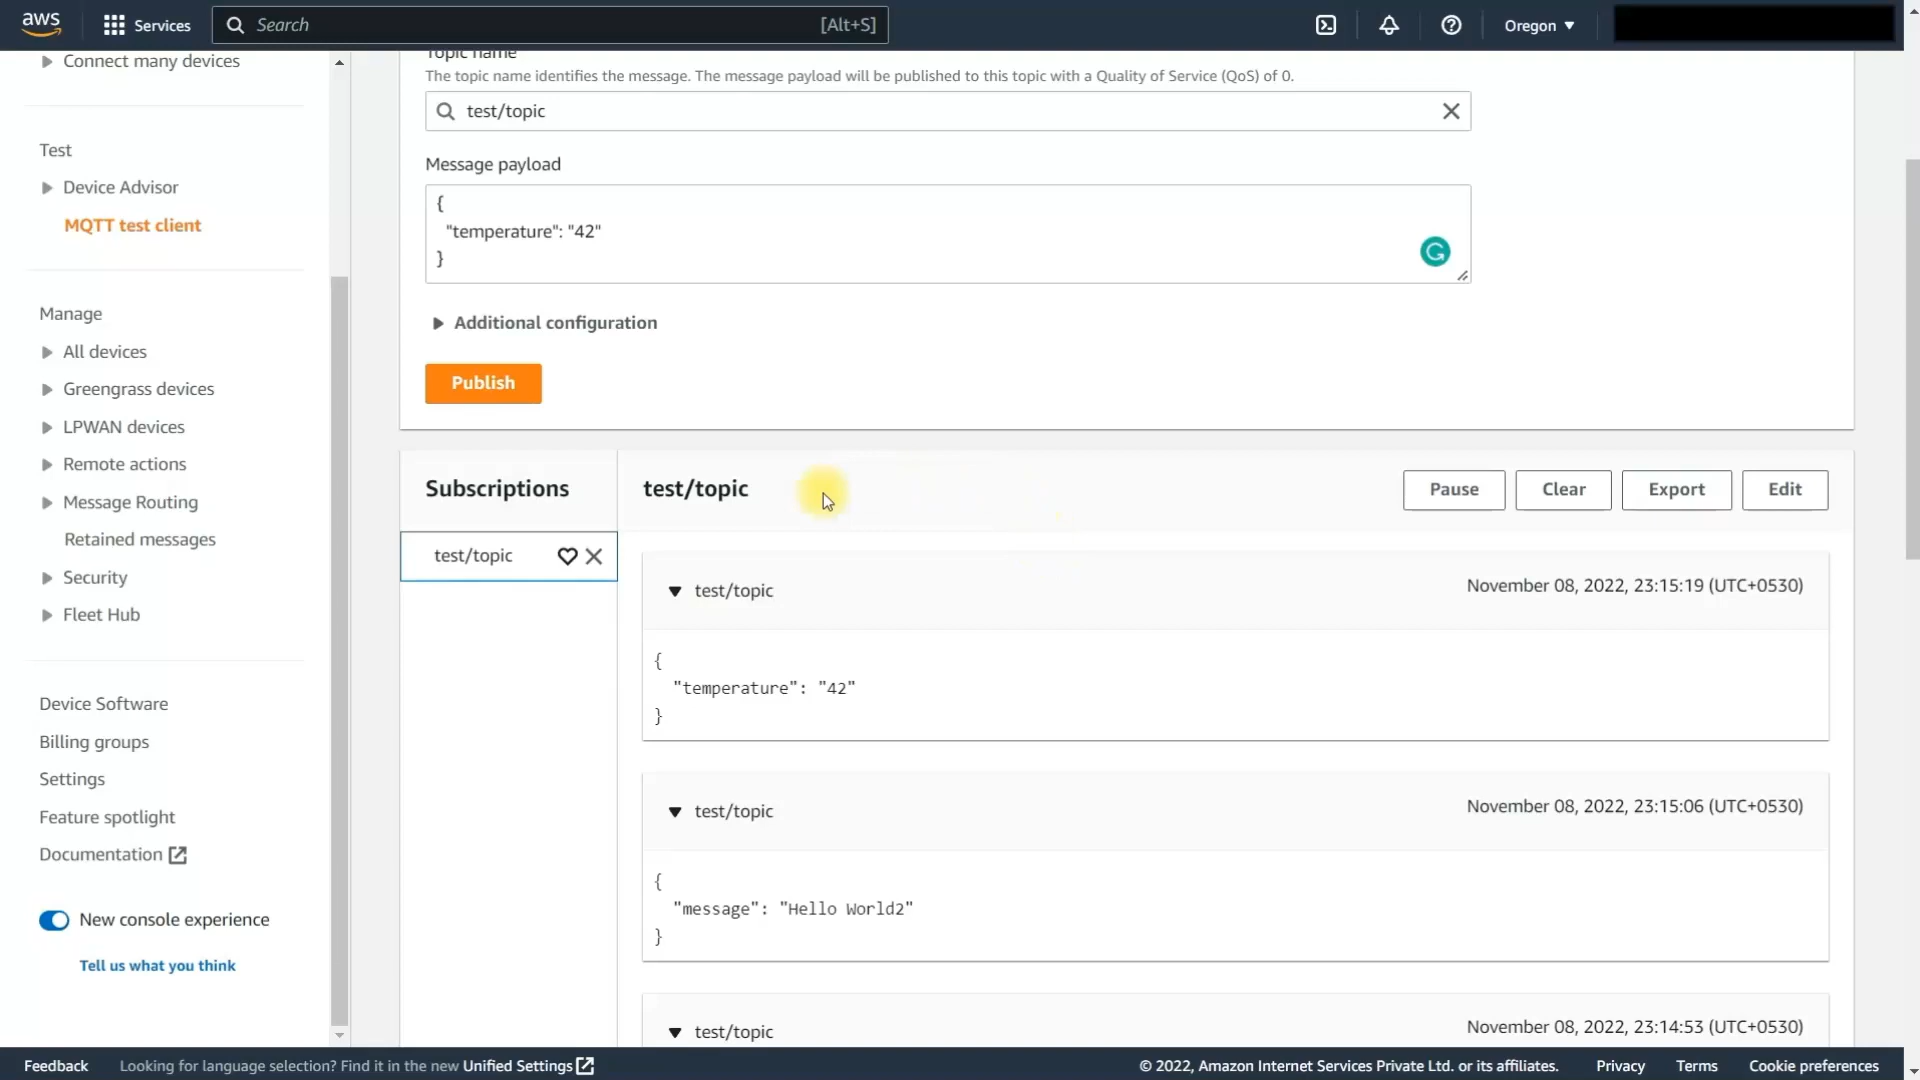 aws
Services
Search
[Alt+S]
Oregon
Connect many devices
Test
Device Advisor
MQTT test client
Manage
All devices
Greengrass devices
LPWAN devices
Remote actions
Message Routing
Retained messages
Security
Fleet Hub
Device Software
Billing groups
Settings
Feature spotlight
Documentation
New console experience
Tell us what you think
Topic name
The topic name identifies the message. The message payload will be published to this topic with a Quality of Service (QoS) of 0.
test/topic
Message payload
{
"temperature": "42"
}
Additional configuration
Publish
Subscriptions
test/topic
test/topic
Pause
Clear
Export
Edit
test/topic
November 08, 2022, 23:15:19 (UTC+0530)
{
"temperature": "42"
}
test/topic
November 08, 2022, 23:15:06 (UTC+0530)
{
"message": "Hello World2"
}
test/topic
November 08, 2022, 23:14:53 (UTC+0530)
Feedback
Looking for language selection? Find it in the new Unified Settings
© 2022, Amazon Internet Services Private Ltd. or its affiliates.
Privacy
Terms
Cookie preferences